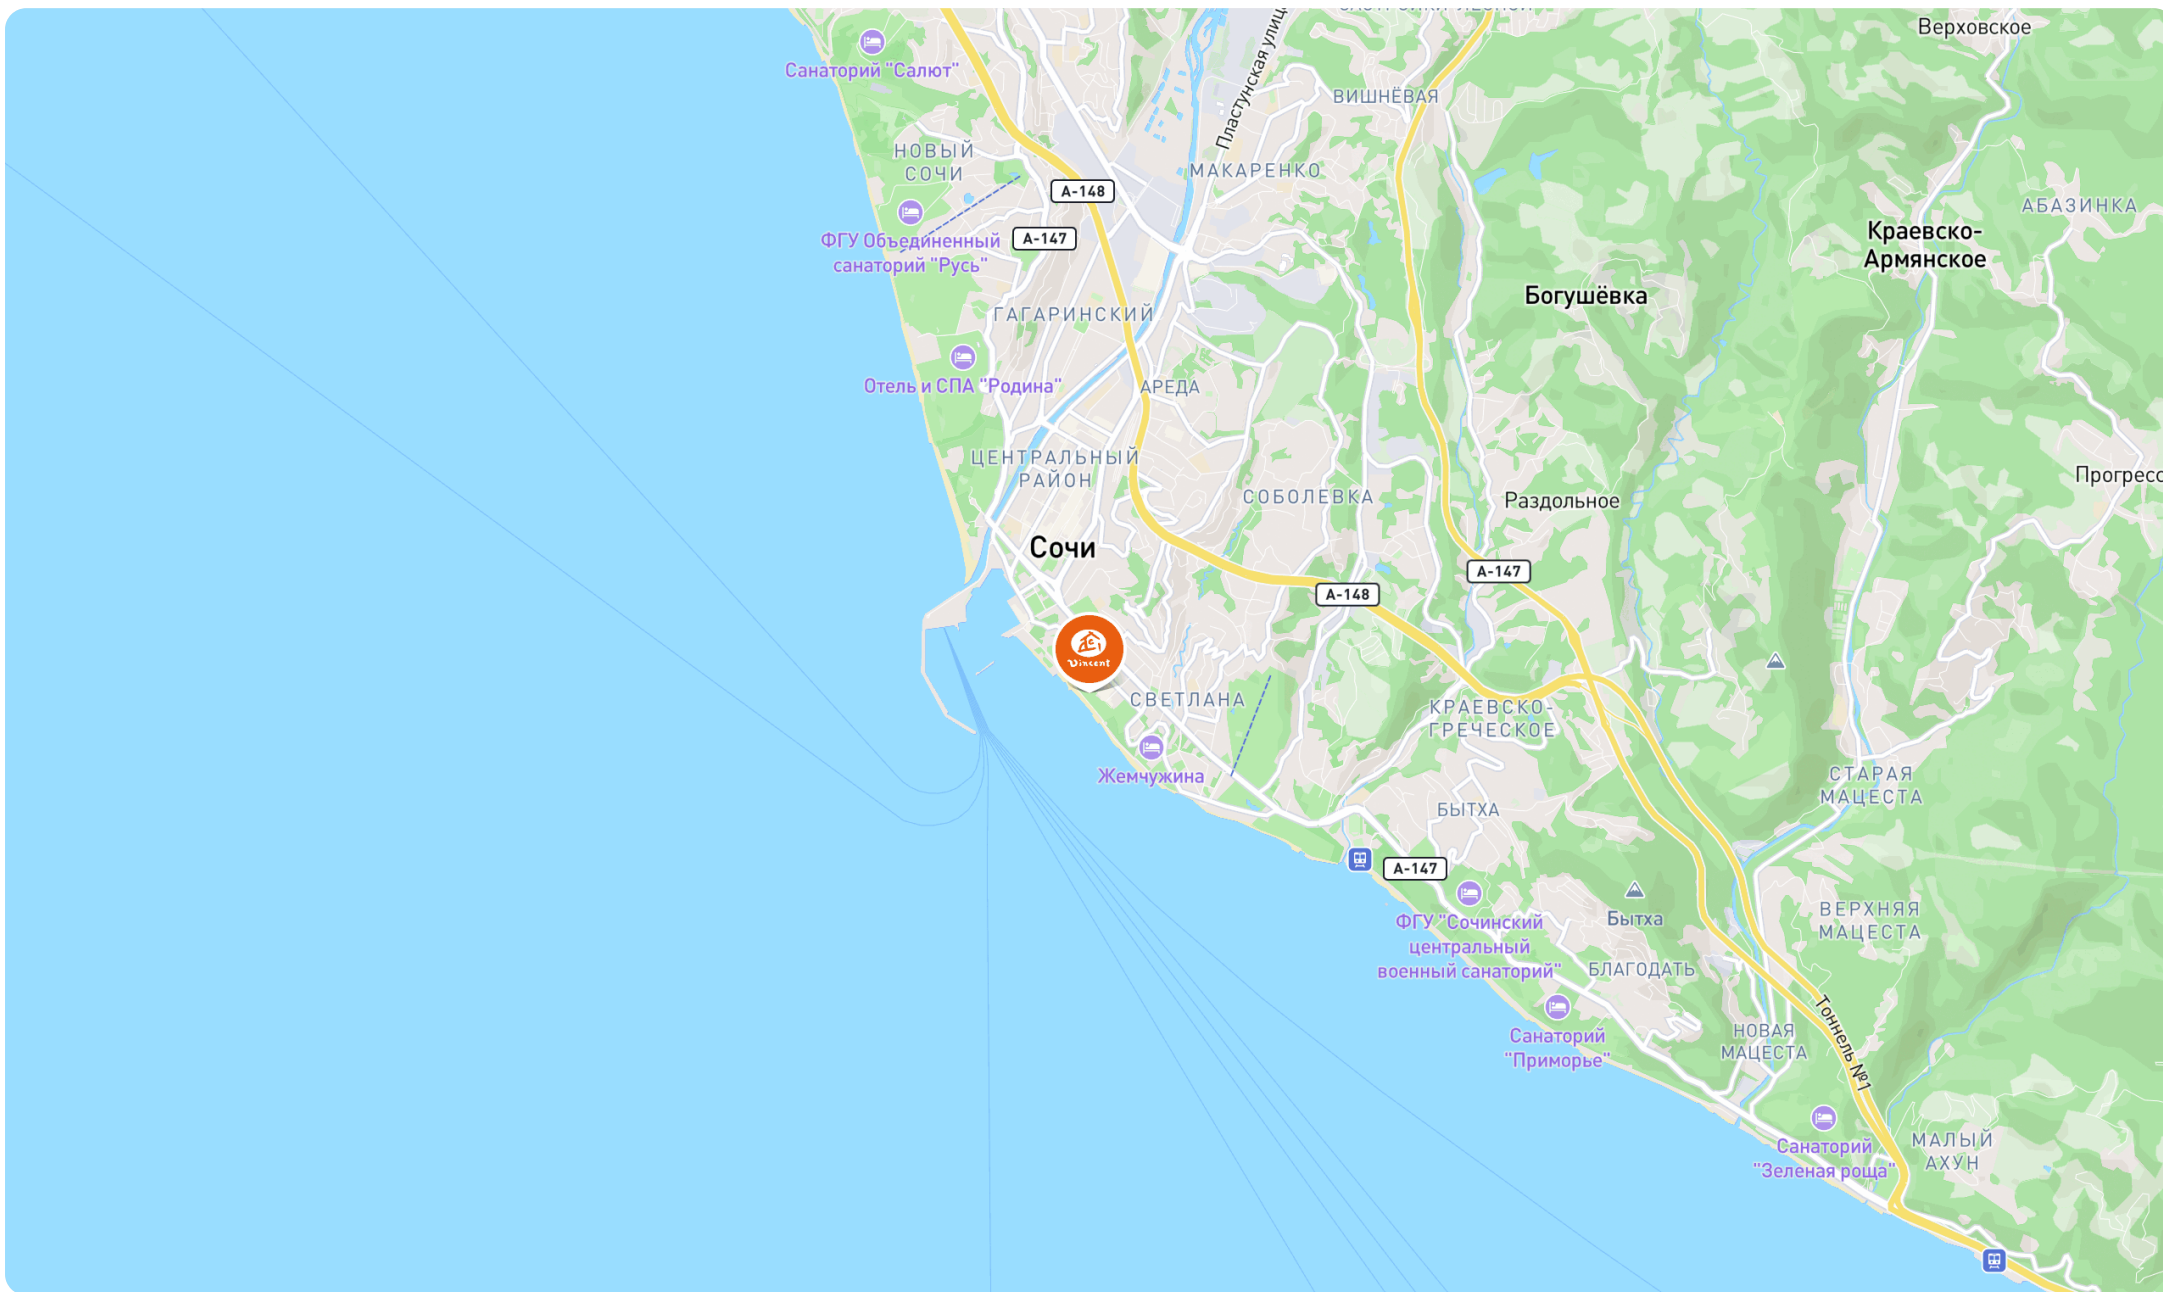 Верховское
Санаторий "Салют"
ВИШНЁВАЯ
Пластунская улица
НОВЫЙ
СОЧИ
МАКАРЕНКО
А-148
АБАЗИНКА
ФГУ Объединенный
санаторий "Русь"
А-147
Краевско-
Армянское
Богушёвка
ГАГАРИНСКИЙ
Отель и СПА "Родина"
АРЕДА
ЦЕНТРАЛЬНЫЙ
РАЙОН
Прогресс
СОБОЛЕВКА
Раздольное
Сочи
А-147
А-148
Vincent
СВЕТЛАНА
КРАЕВСКО-
ГРЕЧЕСКОЕ
Жемчужина
СТАРАЯ
МАЦЕСТА
БЫТХА
А-147
ФГУ "Сочинский
центральный
военный санаторий"
Бытха
ВЕРХНЯЯ
МАЦЕСТА
БЛАГОДАТЬ
Санаторий
"Приморье"
НОВАЯ
МАЦЕСТА
Тоннель №1
Санаторий
"Зеленая роща"
МАЛЫЙ
АХУН